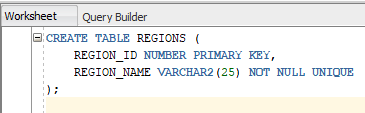 Worksheet Query Builder
CREATE TABLE REGIONS (
REGION_ID NUMBER PRIMARY KEY,
REGION_NAME VARCHAR2(25) NOT NULL UNIQUE
);